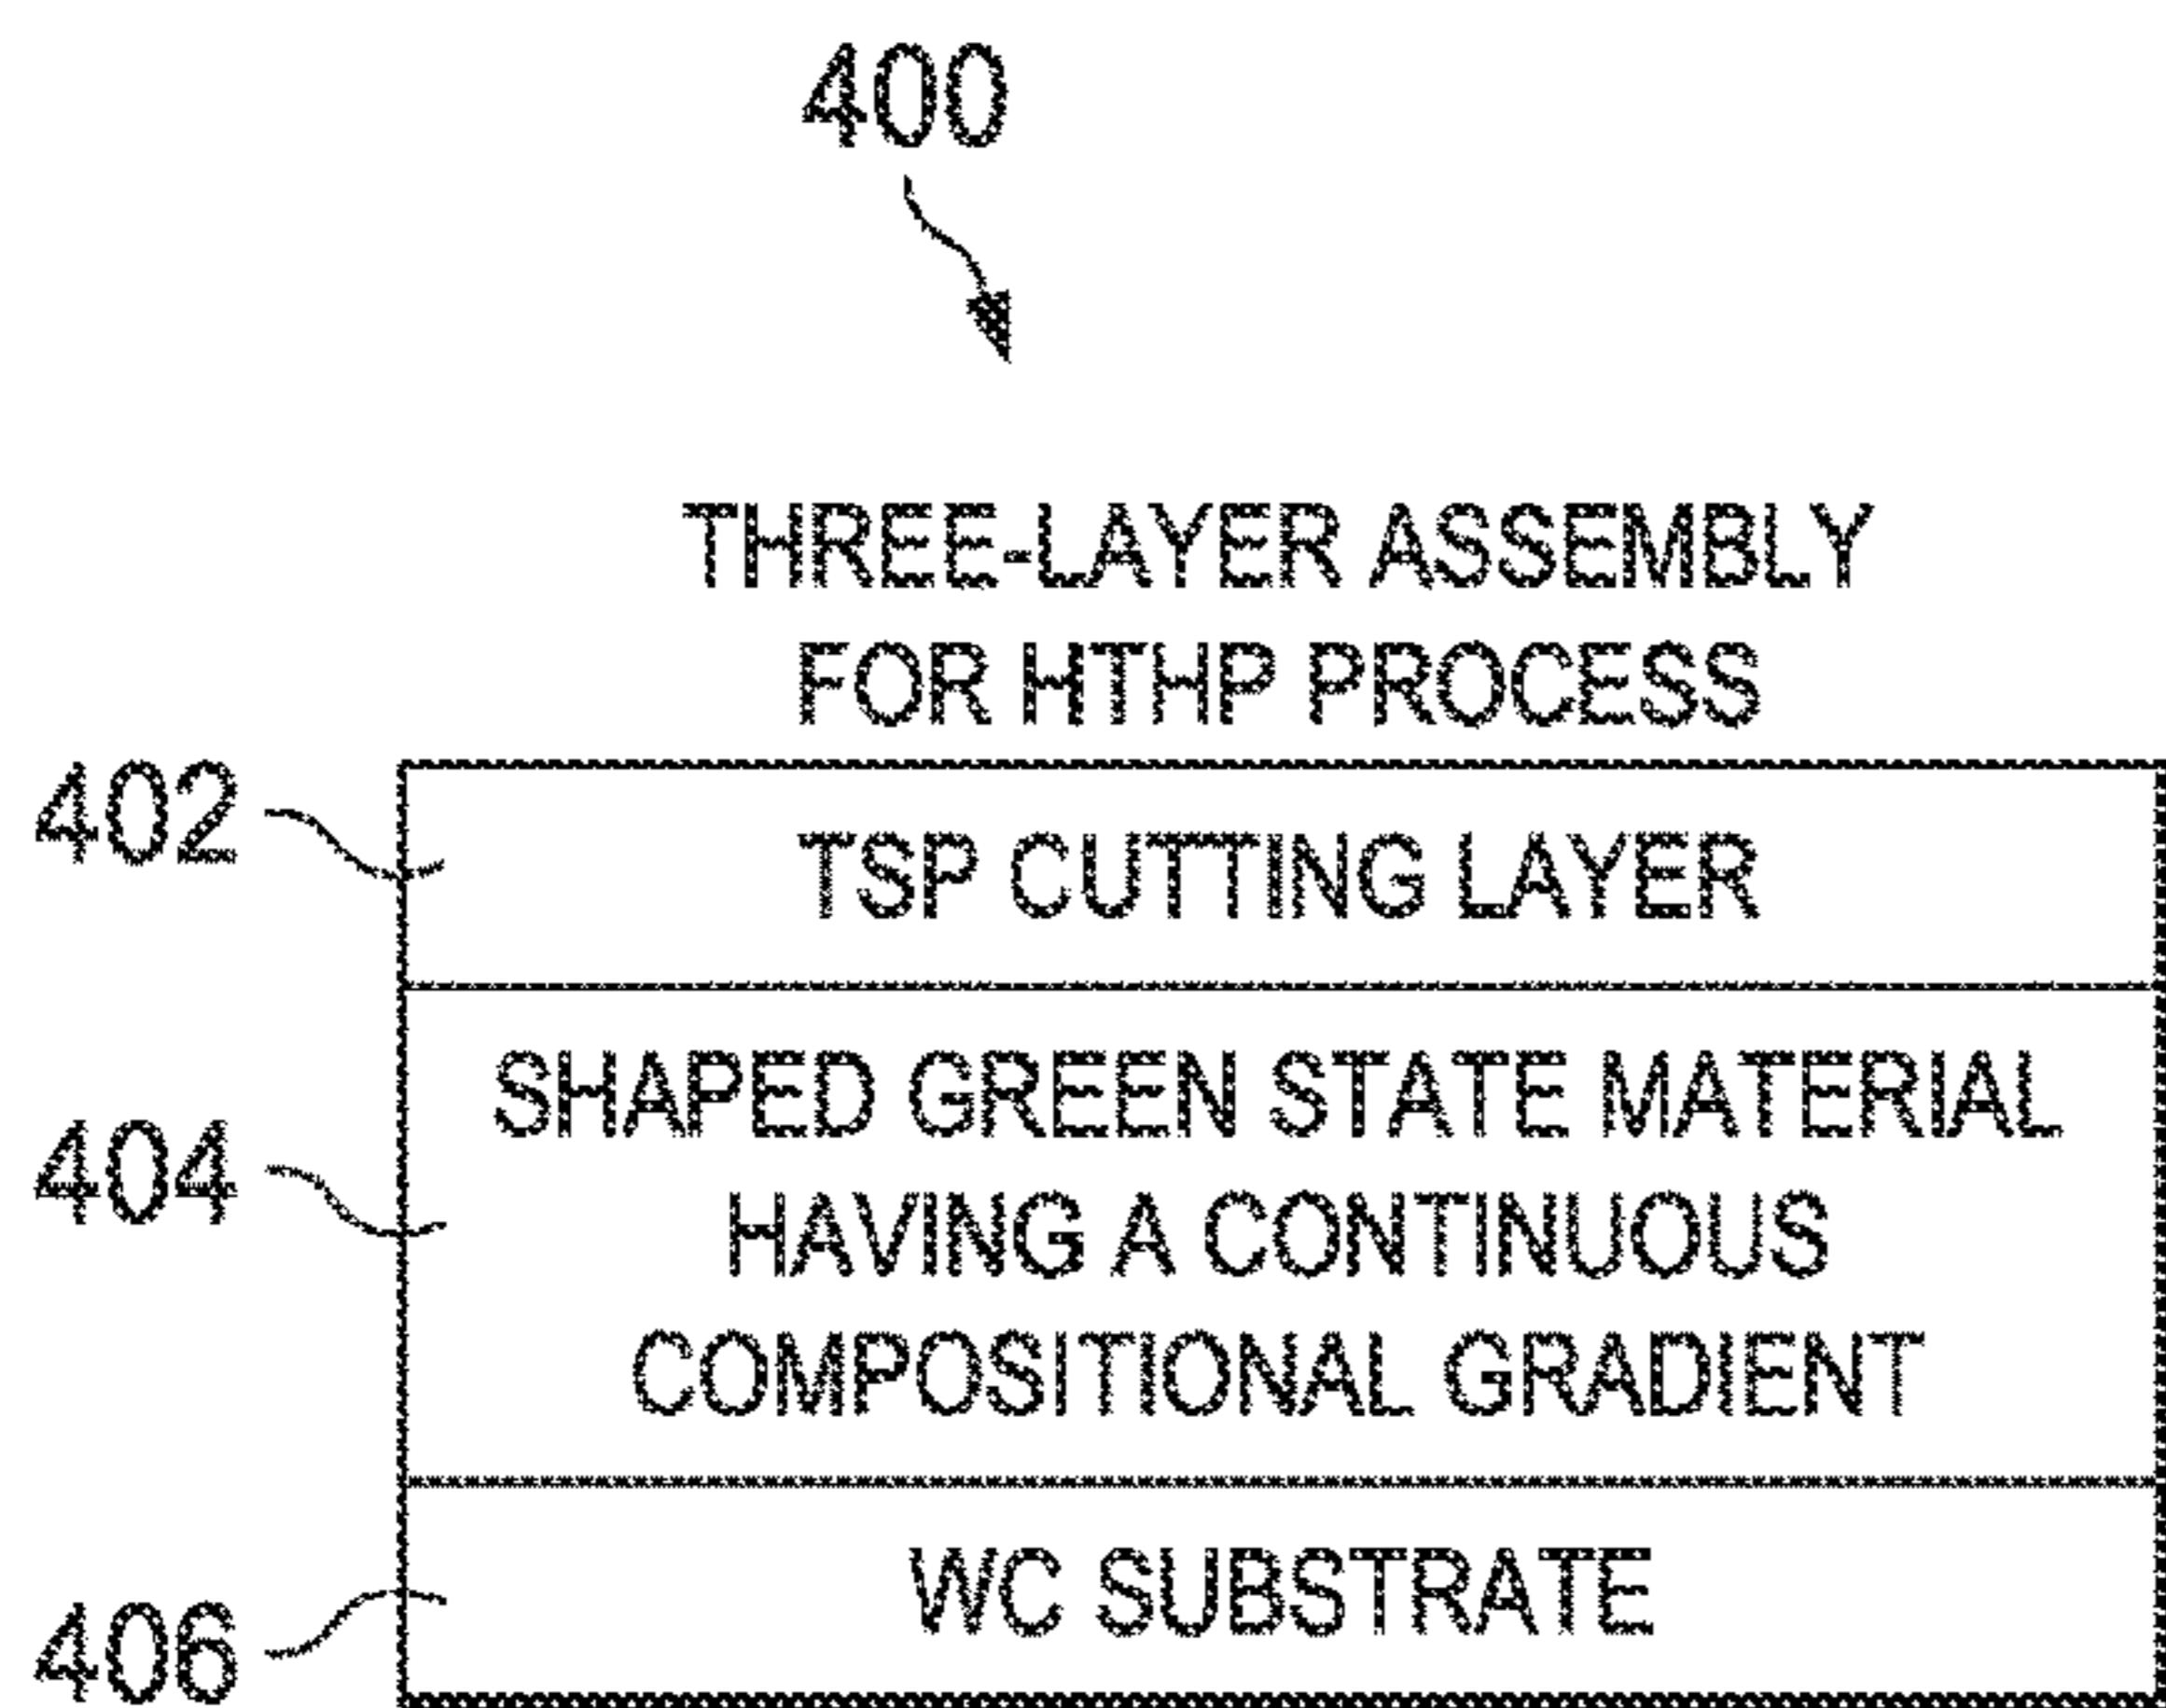 400
THREE-LAYER ASSEMBLY
FOR HTHP PROCESS
402
TSP CUTTING LAYER
404
SHAPED GREEN STATE MATERIAL
HAVING A CONTINUOUS
COMPOSITIONAL GRADIENT
406
WC SUBSTRATE